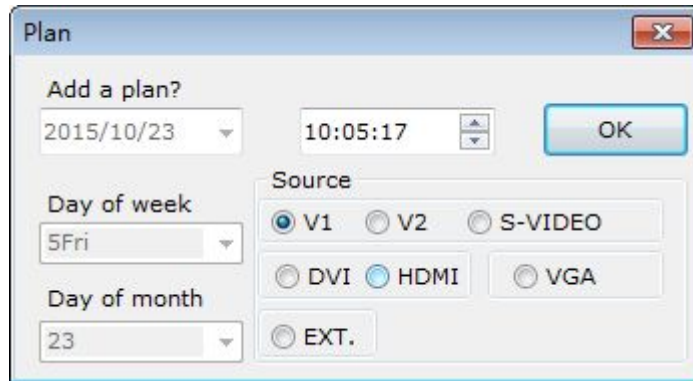 Plan
Add a plan?
2015/10/23 10:05:17 OK
Source
Day of week
V1 V2 S-VIDEO
5Fri
DVI HDMI VGA
Day of month
23
EXT.